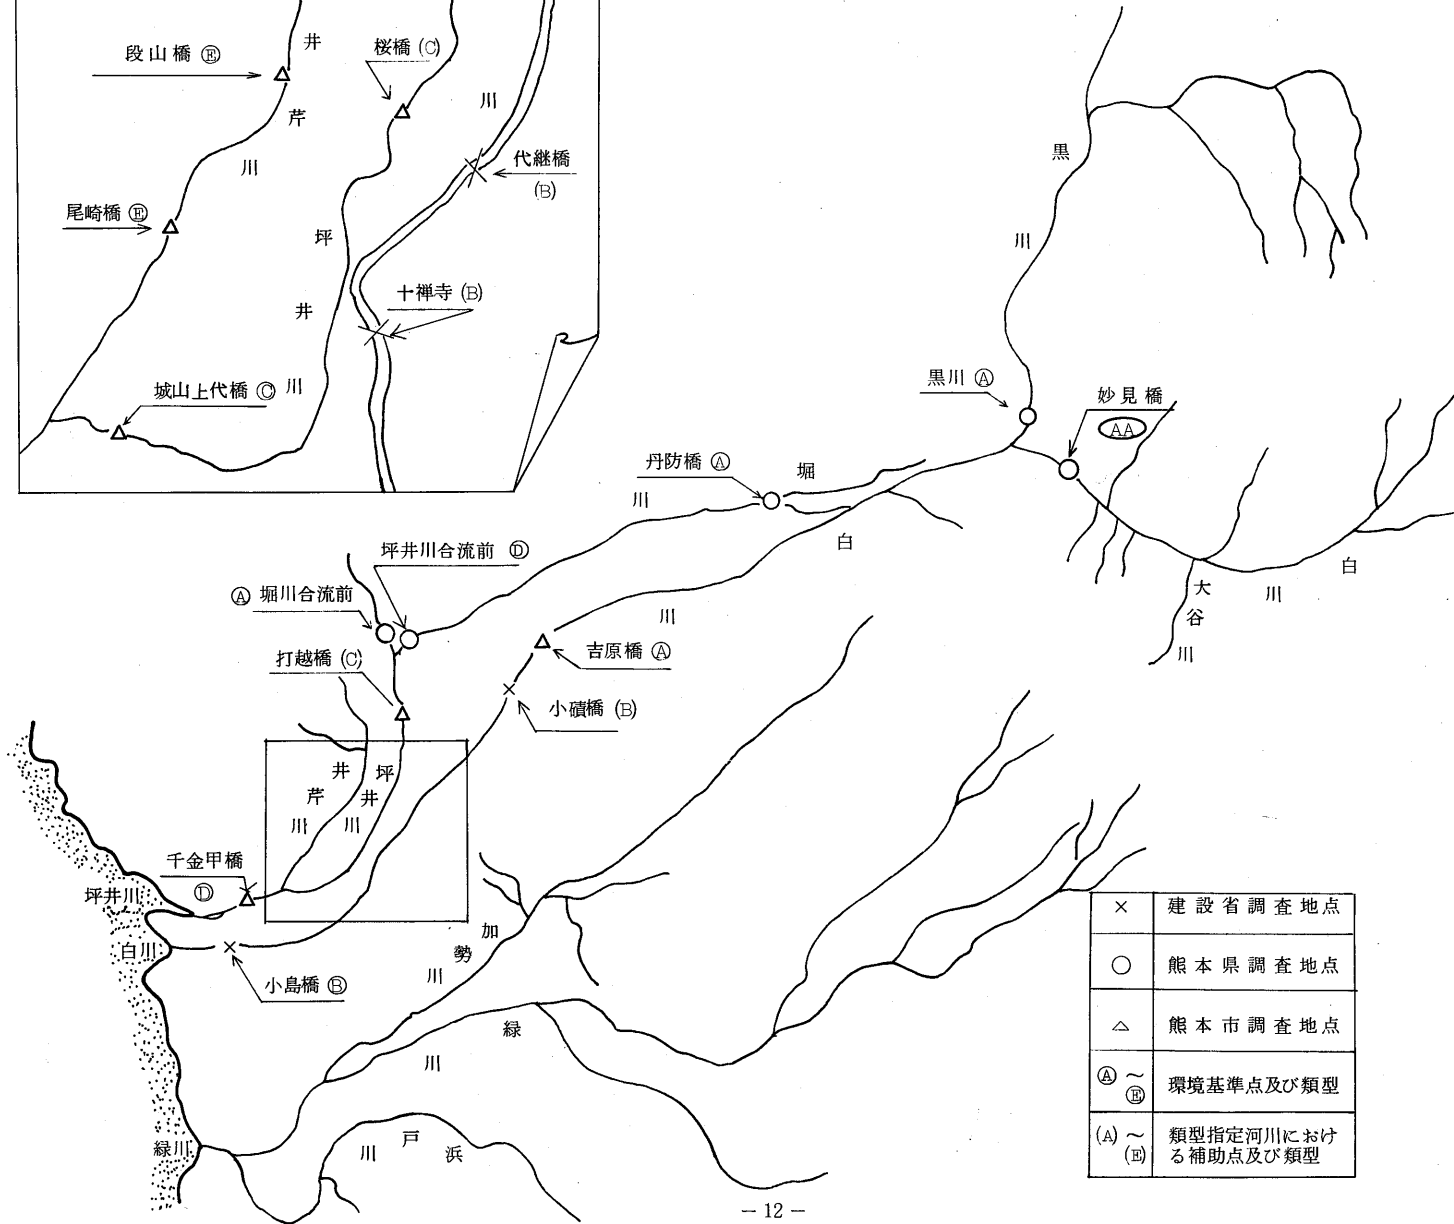 段山橋 Ⓔ
井
芹
川
桜橋 (C)
川
代継橋
(B)
尾崎橋 Ⓔ
坪
井
川
十禅寺 (B)
城山上代橋 Ⓒ
黒
川
黒川 Ⓐ
妙見橋
AA
丹防橋 Ⓐ
堀
川
白
川
大
谷
川
川
白
坪井川合流前 Ⓓ
Ⓐ 堀川合流前
打越橋 (C)
吉原橋 Ⓐ
小磧橋 (B)
井
芹
川
坪
井
川
千金甲橋
Ⓓ
坪井川
白川
小島橋 Ⓑ
加
勢
川
緑
川
緑川
川 戸 浜
× 建設省調査地点
○ 熊本県調査地点
△ 熊本市調査地点
Ⓐ ～ Ⓔ 環境基準点及び類型
(A) ～ (E) 類型指定河川におけ
る補助点及び類型
－ 12 －